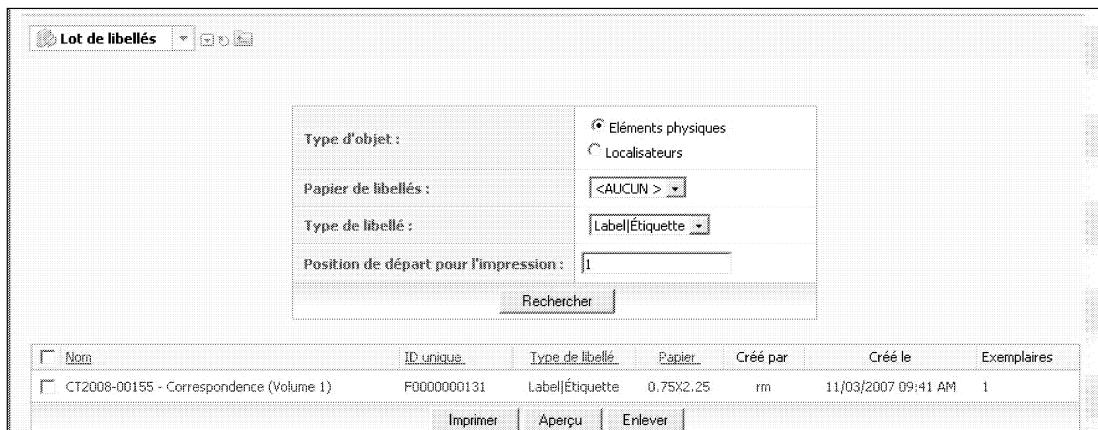 Lot de libellés
Type d'objet :
Eléments physiques
Localisateurs
Papier de libellés :
<AUCUN >
Type de libellé :
Label|Étiquette
Position de départ pour l'impression :
1
Rechercher
Nom ID unique Type de libellé Papier Créé par Créé le Exemplaires
CT2008-00155 - Correspondence (Volume 1) F0000000131 Label|Étiquette 0.75X2.25 rm 11/03/2007 09:41 AM 1
Imprimer Aperçu Enlever